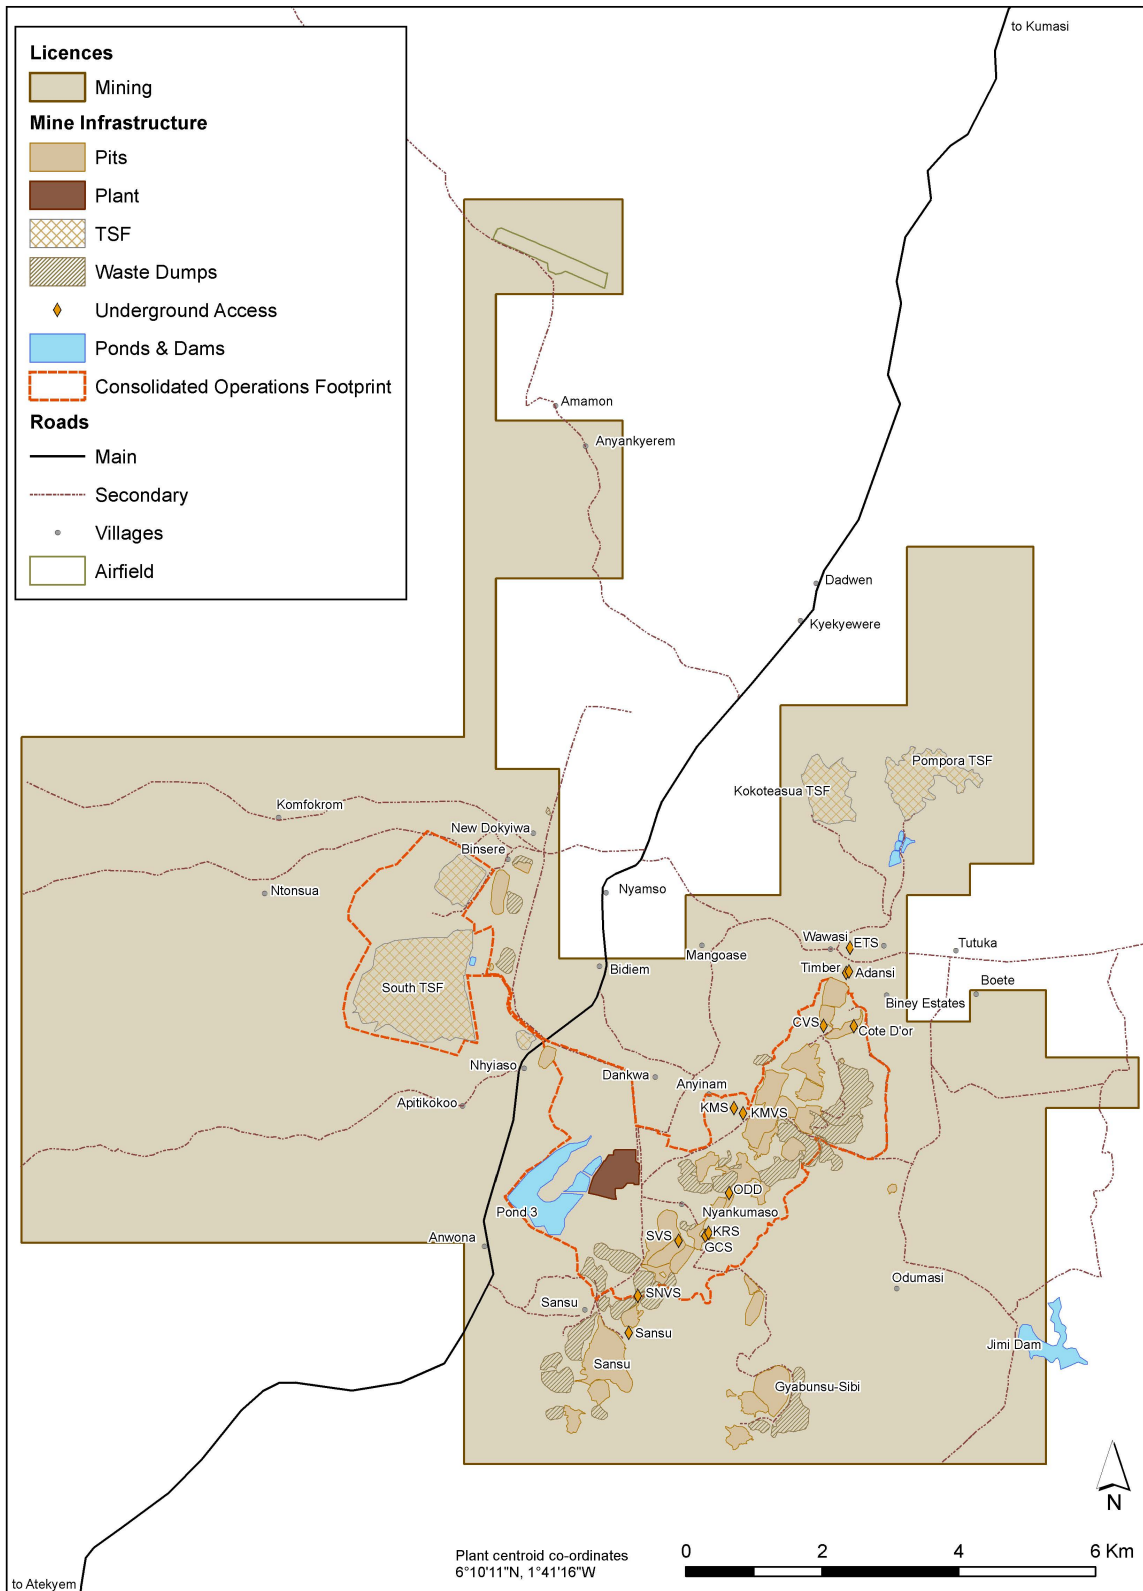 to Kumasi
Licences
Mining
Mine Infrastructure
Pits
Plant
TSF
Waste Dumps
Underground Access
Ponds & Dams
Consolidated Operations Footprint
Roads
Main
Secondary
Villages
Airfield
Amamon
Anyankyerem
Dadwen
Kyekyewere
Pompora TSF
Kokoteasua TSF
Komfokrom
New Dokyiwa
Binsere
Ntonsua
Nyamso
Wawasi
ETS
Tutuka
Mangoase
Bidiem
Timber
Adansi
South TSF
Boete
Biney Estates
CVS
Cote D'or
Nhyiaso
Dankwa
Anyinam
Apitikokoo
KMS
KMVS
ODD
Pond 3
Nyankumaso
Anwona
SVS
KRS
GCS
Odumasi
SNVS
Sansu
Sansu
Jimi Dam
Sansu
Gyabunsu-Sibi
N
Plant centroid co-ordinates
6°10'11"N, 1°41'16"W
0 2 4 6 Km
to Atekyem